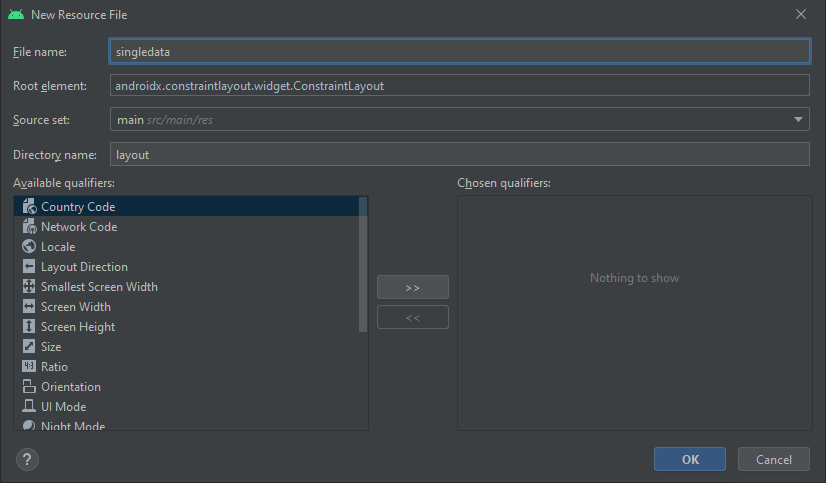 New Resource File
File name: singledata
Root element: androidx.constraintlayout.widget.ConstraintLayout
Source set: main src/main/res
Directory name: layout
Available qualifiers: Chosen qualifiers:
Country Code
Network Code
Locale
Layout Direction
Smallest Screen Width
Screen Width
Screen Height
Size
Ratio
Orientation
UI Mode
Night Mode
>>
<<
Nothing to show
?
OK Cancel